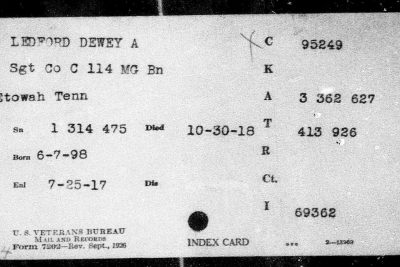 LEDFORD DEWEY A C 95249
Sgt Co C 114 MG Bn K
Etowah Tenn A 3 362 627
Sn 1 314 475 Died 10-30-18 T 413 926
Born 6-7-98 R
Enl 7-25-17 Dis Ct.
I 69362
U. S. VETERANS BUREAU
MAIL AND RECORDS
Form 7202—Rev. Sept., 1926 INDEX CARD